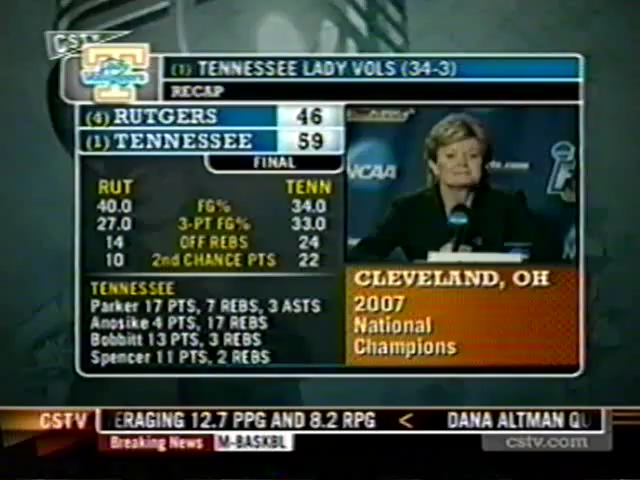 CSTV
(1) TENNESSEE LADY VOLS (34-3)
RECAP
(4) RUTGERS 46
(1) TENNESSEE 59
FINAL
RUT TENN
40.0 FG% 34.0
27.0 3-PT FG% 33.0
14 OFF REBS 24
10 2nd CHANCE PTS 22
TENNESSEE
Parker 17 PTS, 7 REBS, 3 ASTS
Anosike 4 PTS, 17 REBS
Bobbitt 13 PTS, 3 REBS
Spencer 11 PTS, 2 REBS
NCAA
CLEVELAND, OH
2007
National
Champions
CSTV ERAGING 12.7 PPG AND 8.2 RPG < DANA ALTMAN QU
Breaking News M-BASKBL cstv.com